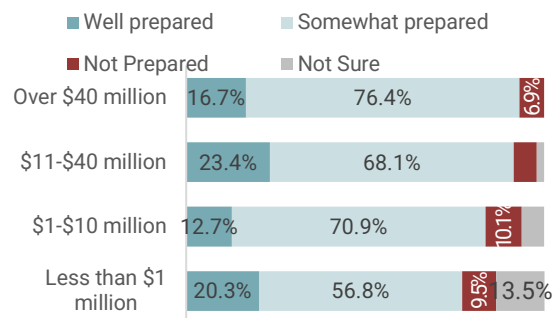 Well prepared Somewhat prepared
Not Prepared Not Sure
Over $40 million 16.7% 76.4% 6.9%
$11-$40 million 23.4% 68.1%
$1-$10 million 12.7% 70.9% 10.1%
Less than $1
million 20.3% 56.8% 9.5% 13.5%